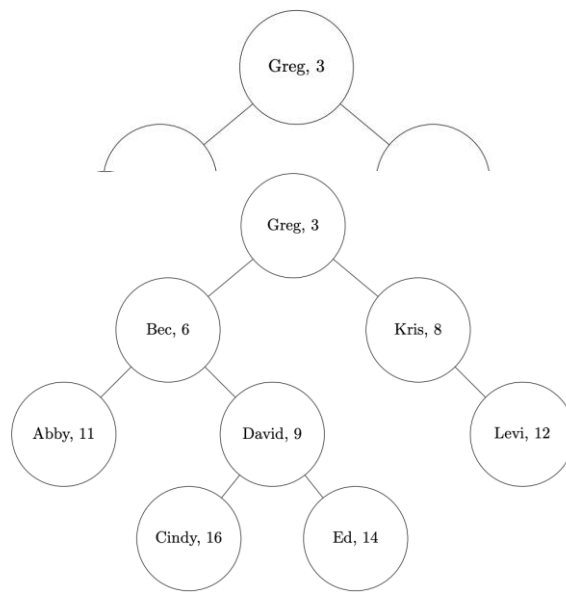 Greg, 3
Greg, 3
Bec, 6
Kris, 8
Abby, 11
David, 9
Levi, 12
Cindy, 16
Ed, 14